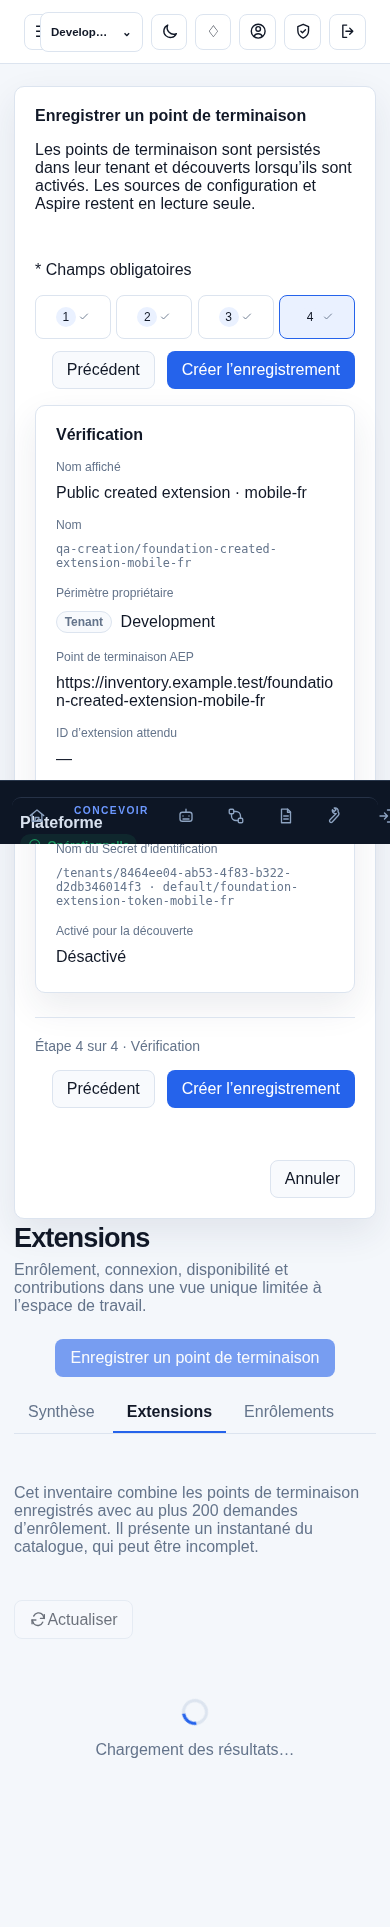 Develop…
Enregistrer un point de terminaison
Les points de terminaison sont persistés
dans leur tenant et découverts lorsqu’ils sont
activés. Les sources de configuration et
Aspire restent en lecture seule.
* Champs obligatoires
1 2 3 4
Précédent Créer l’enregistrement
Vérification
Nom affiché
Public created extension · mobile-fr
Nom
qa-creation/foundation-created-
extension-mobile-fr
Périmètre propriétaire
Tenant Development
Point de terminaison AEP
https://inventory.example.test/foundatio
n-created-extension-mobile-fr
ID d’extension attendu
—
CONCEVOIR
Plateforme
Nom du Secret d’identification
/tenants/8464ee04-ab53-4f83-b322-
d2db346014f3 · default/foundation-
extension-token-mobile-fr
Activé pour la découverte
Désactivé
Étape 4 sur 4 · Vérification
Précédent Créer l’enregistrement
Annuler
Extensions
Enrôlement, connexion, disponibilité et
contributions dans une vue unique limitée à
l’espace de travail.
Enregistrer un point de terminaison
Synthèse Extensions Enrôlements
Cet inventaire combine les points de terminaison
enregistrés avec au plus 200 demandes
d’enrôlement. Il présente un instantané du
catalogue, qui peut être incomplet.
Actualiser
Chargement des résultats…